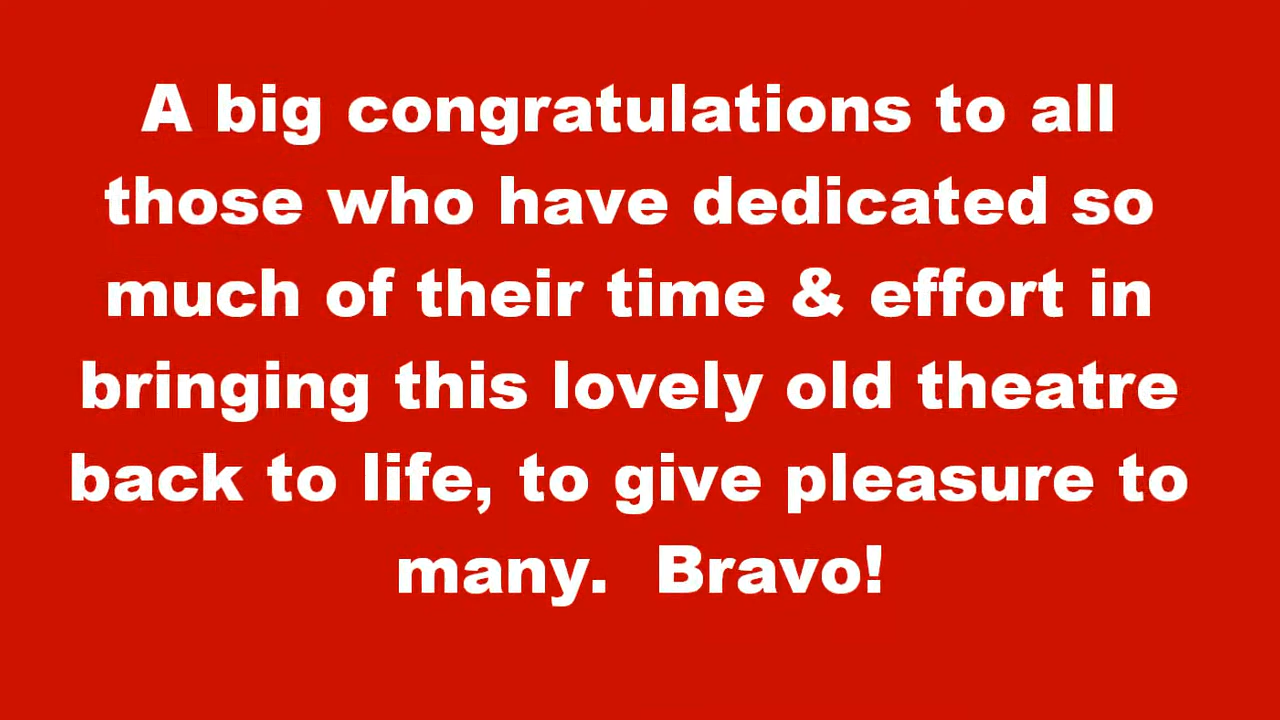 A big congratulations to all
those who have dedicated so
much of their time & effort in
bringing this lovely old theatre
back to life, to give pleasure to
many.  Bravo!